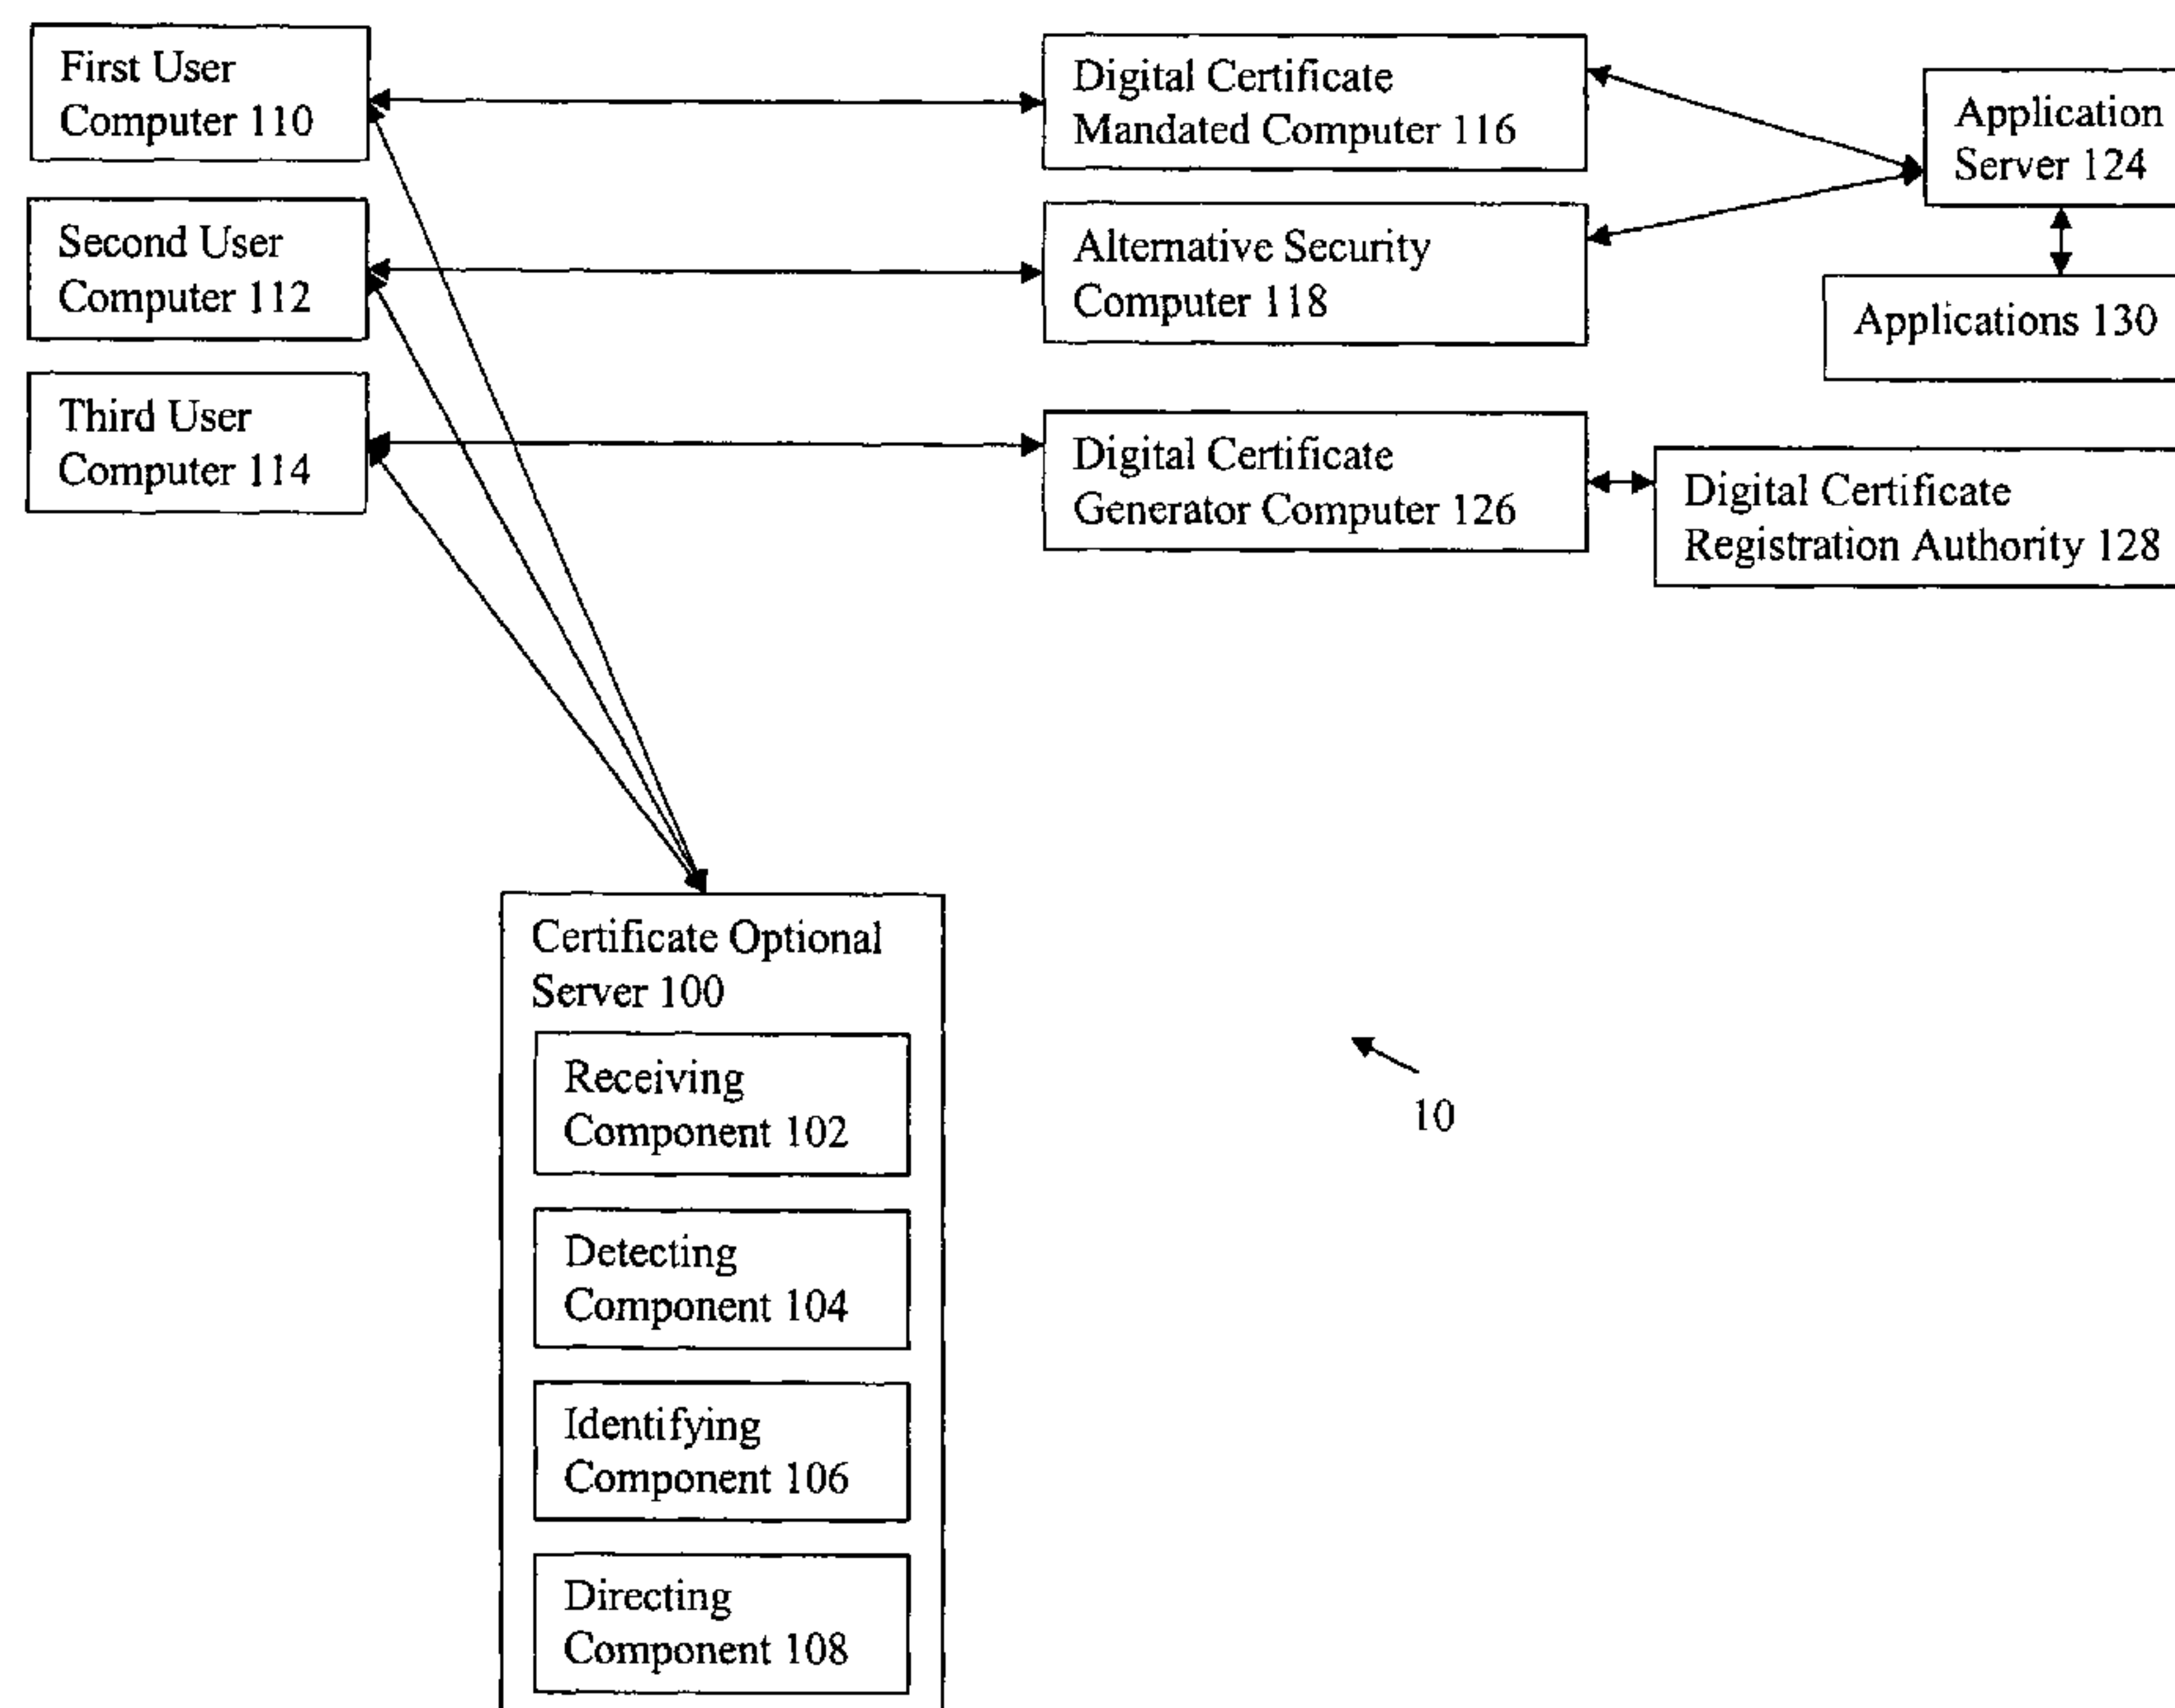 First User
Computer 110
Second User
Computer 112
Third User
Computer 114
Digital Certificate
Mandated Computer 116
Alternative Security
Computer 118
Digital Certificate
Generator Computer 126
Application
Server 124
Applications 130
Digital Certificate
Registration Authority 128
Certificate Optional
Server 100
Receiving
Component 102
Detecting
Component 104
Identifying
Component 106
Directing
Component 108
10